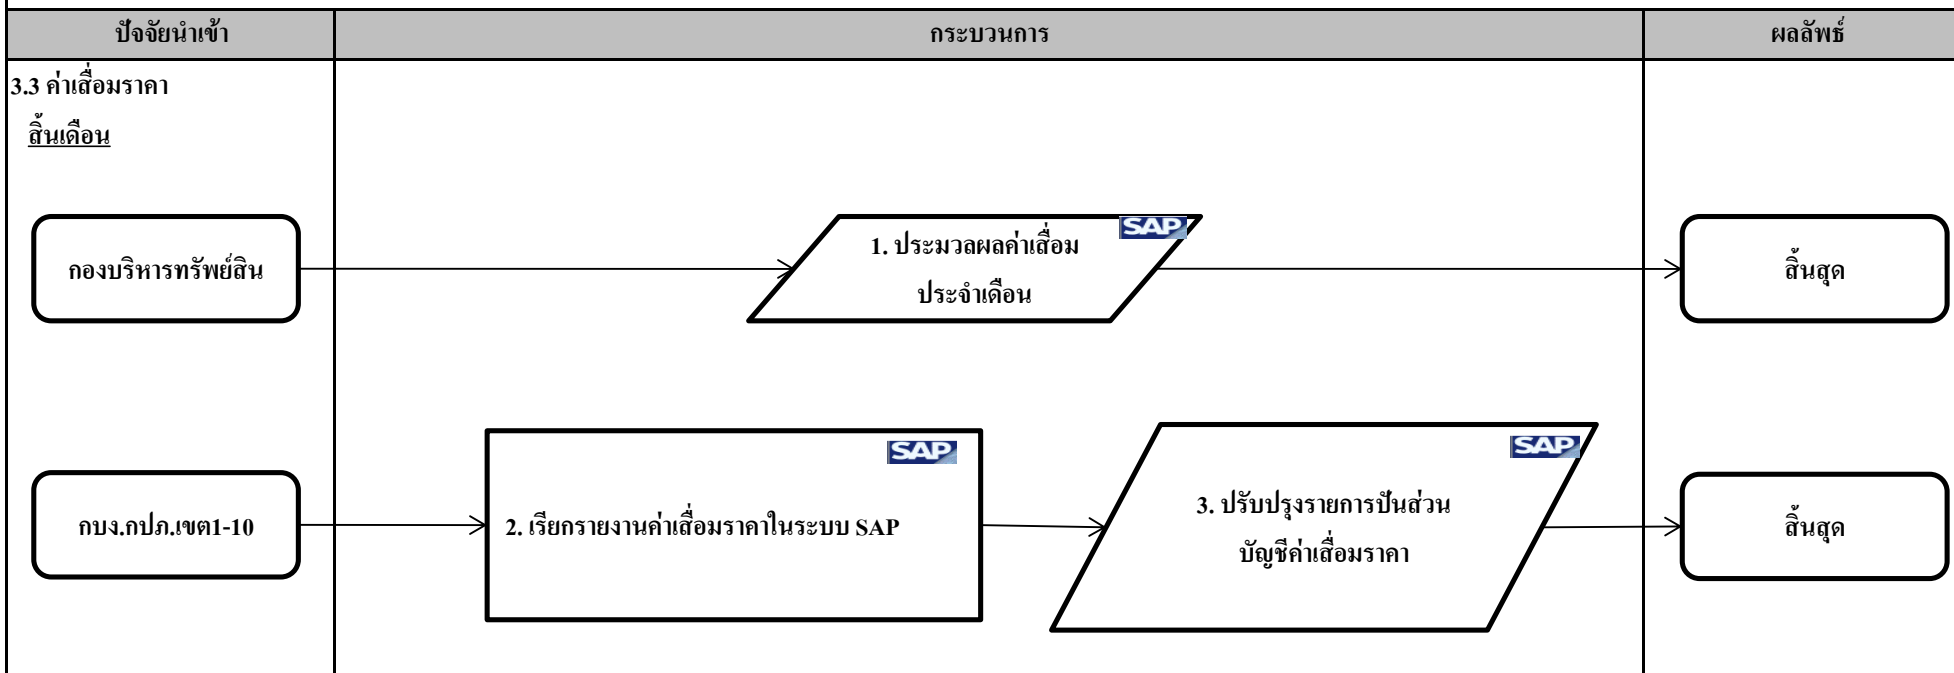 ปัจจัยนำเข้า
กระบวนการ
ผลลัพธ์
3.3 ค่าเสื่อมราคา
สิ้นเดือน
กองบริหารทรัพย์สิน
SAP
1. ประมวลผลค่าเสื่อม
ประจำเดือน
สิ้นสุด
กบง.กปภ.เขต1-10
SAP
2. เรียกรายงานค่าเสื่อมราคาในระบบ SAP
SAP
3. ปรับปรุงรายการปันส่วน
บัญชีค่าเสื่อมราคา
สิ้นสุด